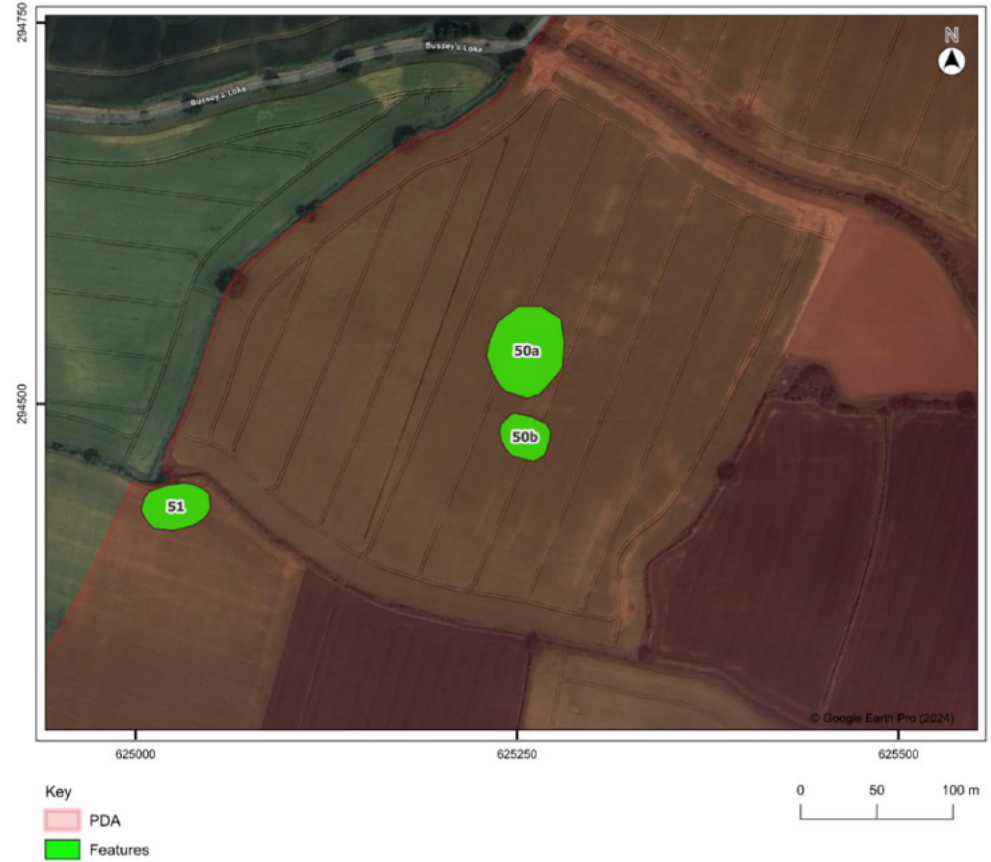 294750
N
Bussey's Loke
Bussey's Loke
50a
294500
50b
51
© Google Earth Pro (2024)
625000
625250
625500
Key
0 50 100 m
PDA
Features